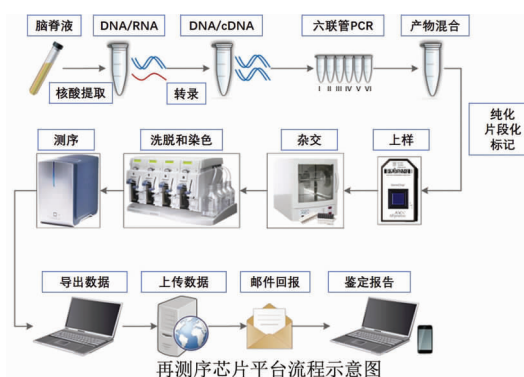 脑脊液
DNA/RNA
DNA/cDNA
六联管PCR
产物混合
核酸提取
转录
I II III IV V VI
纯化
片段化
标记
测序
洗脱和染色
杂交
上样
导出数据
上传数据
邮件回报
鉴定报告
再测序芯片平台流程示意图